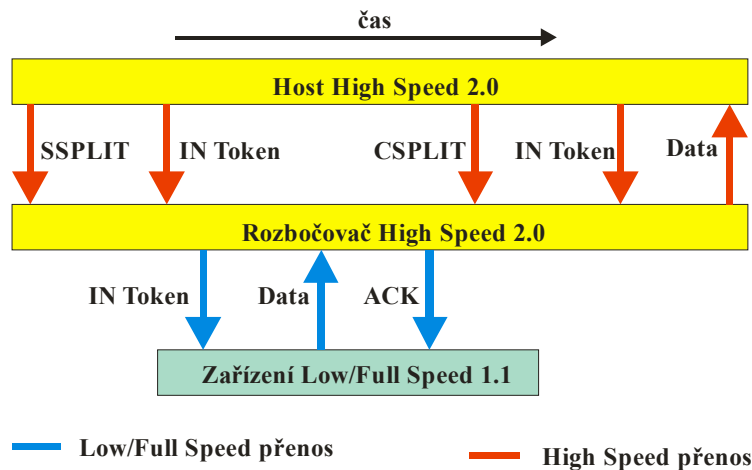 čas
Host High Speed 2.0
SSPLIT IN Token CSPLIT IN Token Data
Rozbočovač High Speed 2.0
IN Token Data ACK
Zařízení Low/Full Speed 1.1
Low/Full Speed přenos
High Speed přenos